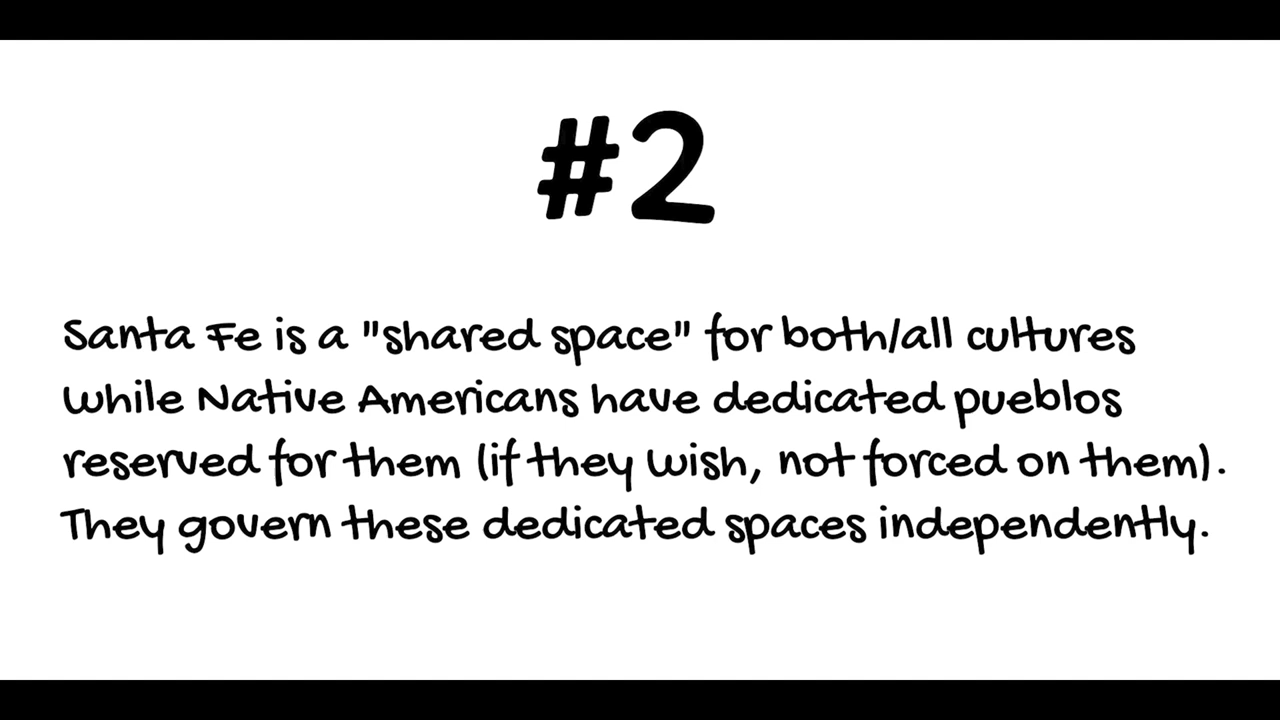 #2
Santa Fe is a "shared space" for both/all cultures
while Native Americans have dedicated pueblos
reserved for them (if they wish, not forced on them).
They govern these dedicated spaces independently.